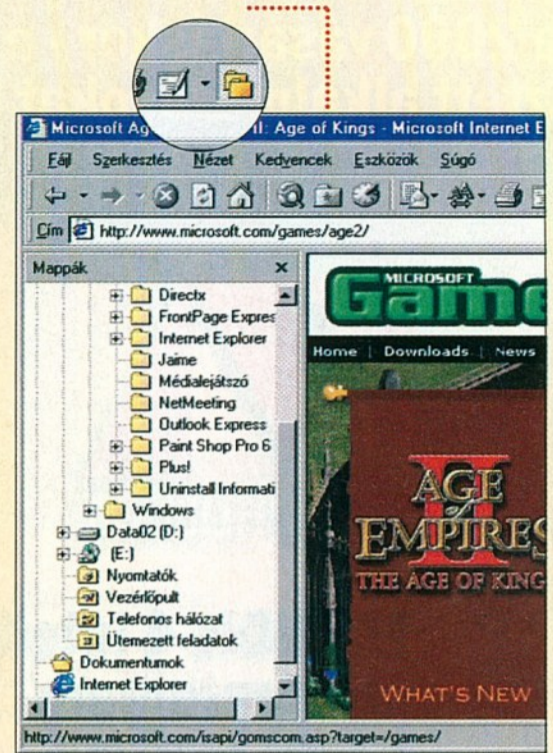 Microsoft Ag II: Age of Kings - Microsoft Internet E
Fájl Szerkesztés Nézet Kedvencek Eszközök Súgó
Cím http://www.microsoft.com/games/age2/
Mappák
Directx
FrontPage Expres
Internet Explorer
Jaime
Médialejátszó
NetMeeting
Outlook Express
Paint Shop Pro 6
Plus!
Uninstall Informati
Windows
Data02 (D:)
(E:)
Nyomtatók
Vezérlőpult
Telefonos hálózat
Ütemezett feladatok
Dokumentumok
Internet Explorer
MICROSOFT
Game
Home | Downloads | News
AGE
of
EMPIRES
II
THE AGE OF KING
WHAT'S NEW
http://www.microsoft.com/isapi/gomscom.asp?target=/games/